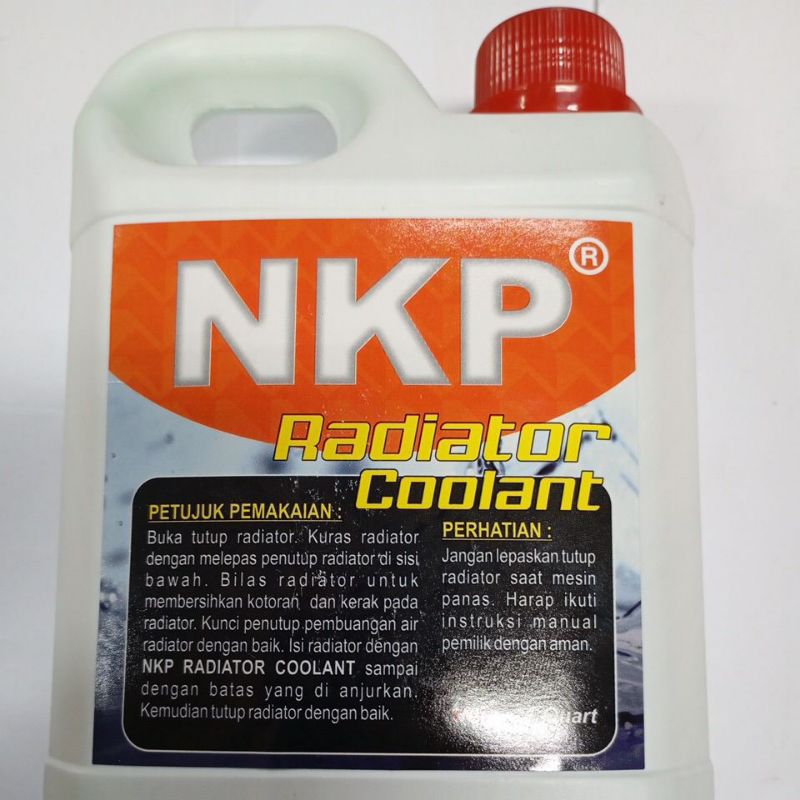 NKP®
Radiator
Coolant
PETUJUK PEMAKAIAN :
Buka tutup radiator. Kuras radiator
dengan melepas penutup radiator di sisi
bawah. Bilas radiator untuk
membersihkan kotoran dan kerak pada
radiator. Kunci penutup pembuangan air
radiator dengan baik. Isi radiator dengan
NKP RADIATOR COOLANT sampai
dengan batas yang di anjurkan.
Kemudian tutup radiator dengan baik.
PERHATIAN :
Jangan lepaskan tutup
radiator saat mesin
panas. Harap ikuti
instruksi manual
pemilik dengan aman.
Quart